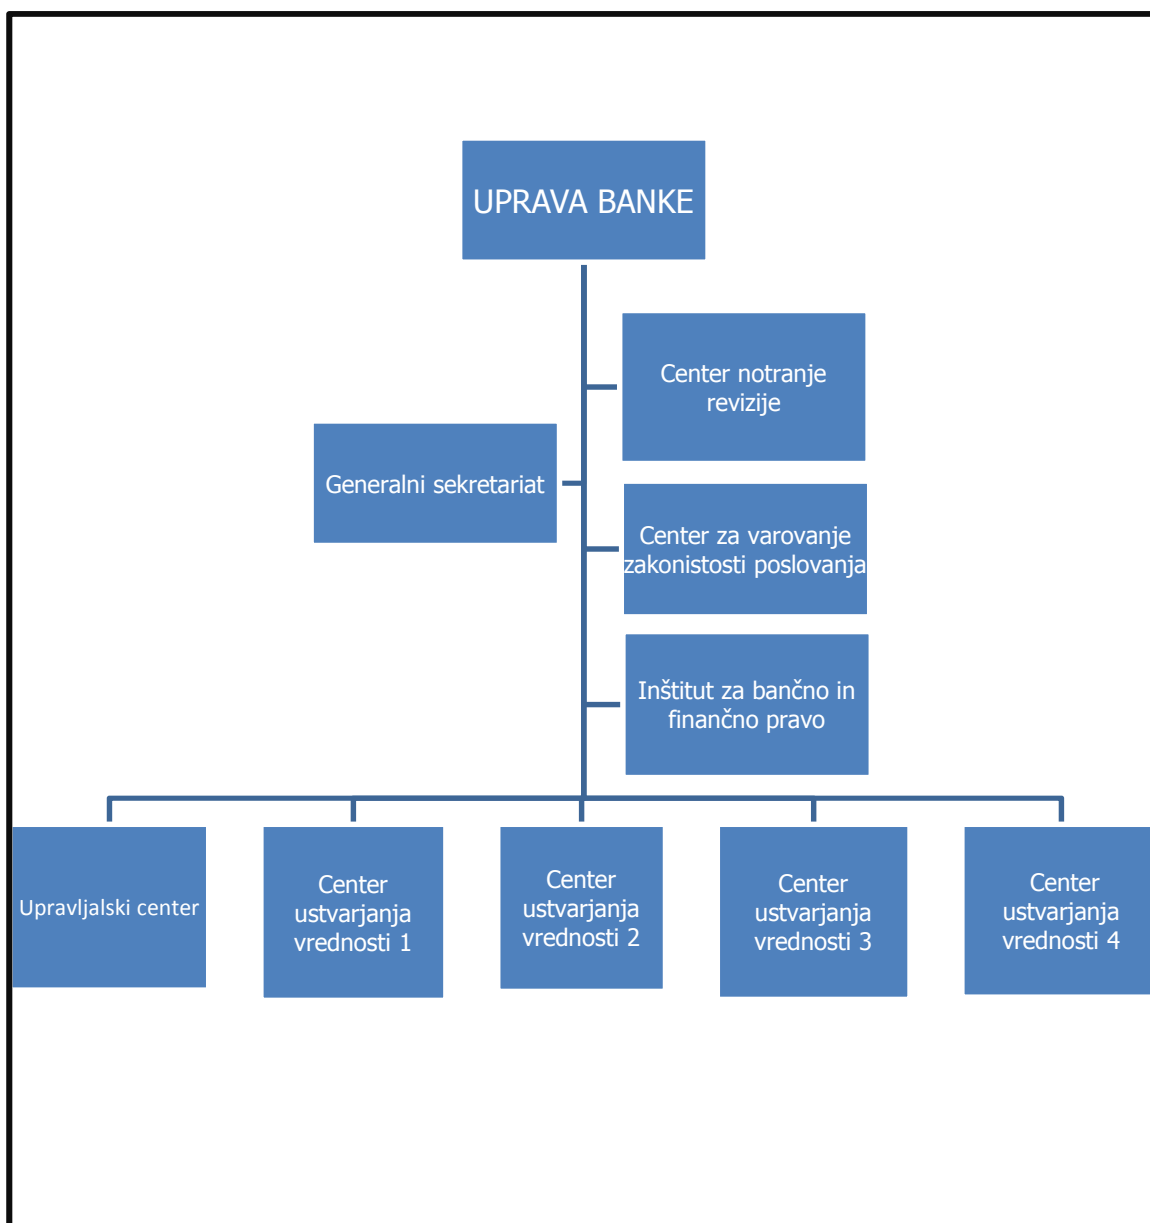 UPRAVA BANKE
Center notranje
revizije
Generalni sekretariat
Center za varovanje
zakonistosti poslovanja
Inštitut za bančno in
finančno pravo
Upravljalski center
Center
ustvarjanja
vrednosti 1
Center
ustvarjanja
vrednosti 2
Center
ustvarjanja
vrednosti 3
Center
ustvarjanja
vrednosti 4